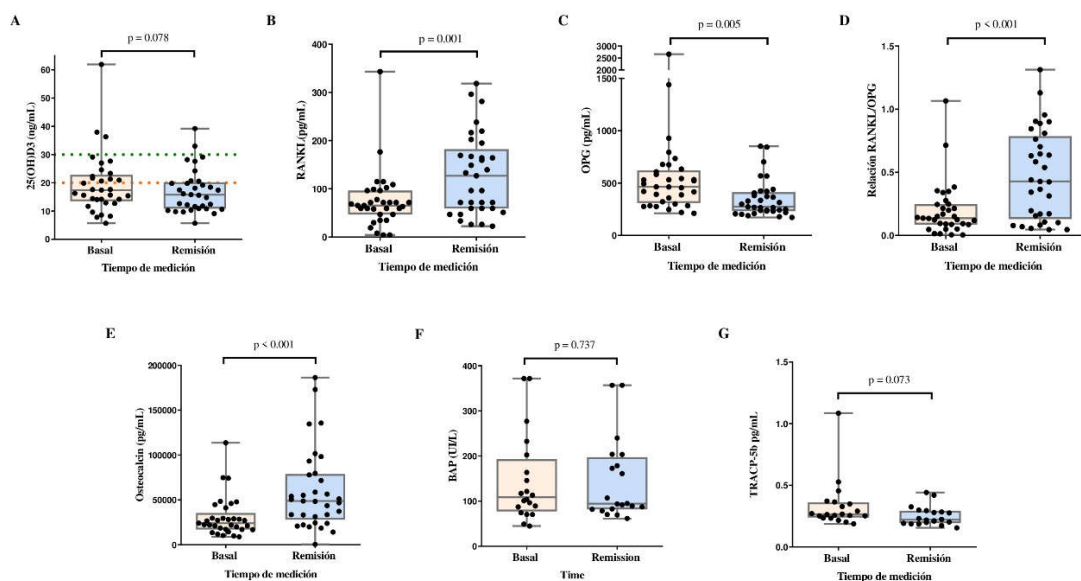 A
p = 0.078
25(OH)D3 (ng/mL)
60
50
40
30
20
10
0
Basal
Remisión
Tiempo de medición
B
p = 0.001
RANKL(pg/mL)
400
300
200
100
0
Basal
Remisión
Tiempo de medición
C
p = 0.005
OPG (pg/mL)
3000
2500
2000
1500
1000
500
0
Basal
Remisión
Tiempo de medición
D
p < 0.001
Relación RANKL/OPG
1.5
1.0
0.5
0.0
Basal
Remisión
Tiempo de medición
E
p < 0.001
Osteocalcin (pg/mL)
200000
150000
100000
50000
0
Basal
Remisión
Tiempo de medición
F
p = 0.737
BAP (UI/L)
400
300
200
100
0
Basal
Remission
Time
G
p = 0.073
TRACP-5b pg/mL
1.5
1.0
0.5
0.0
Basal
Remisión
Tiempo de medición